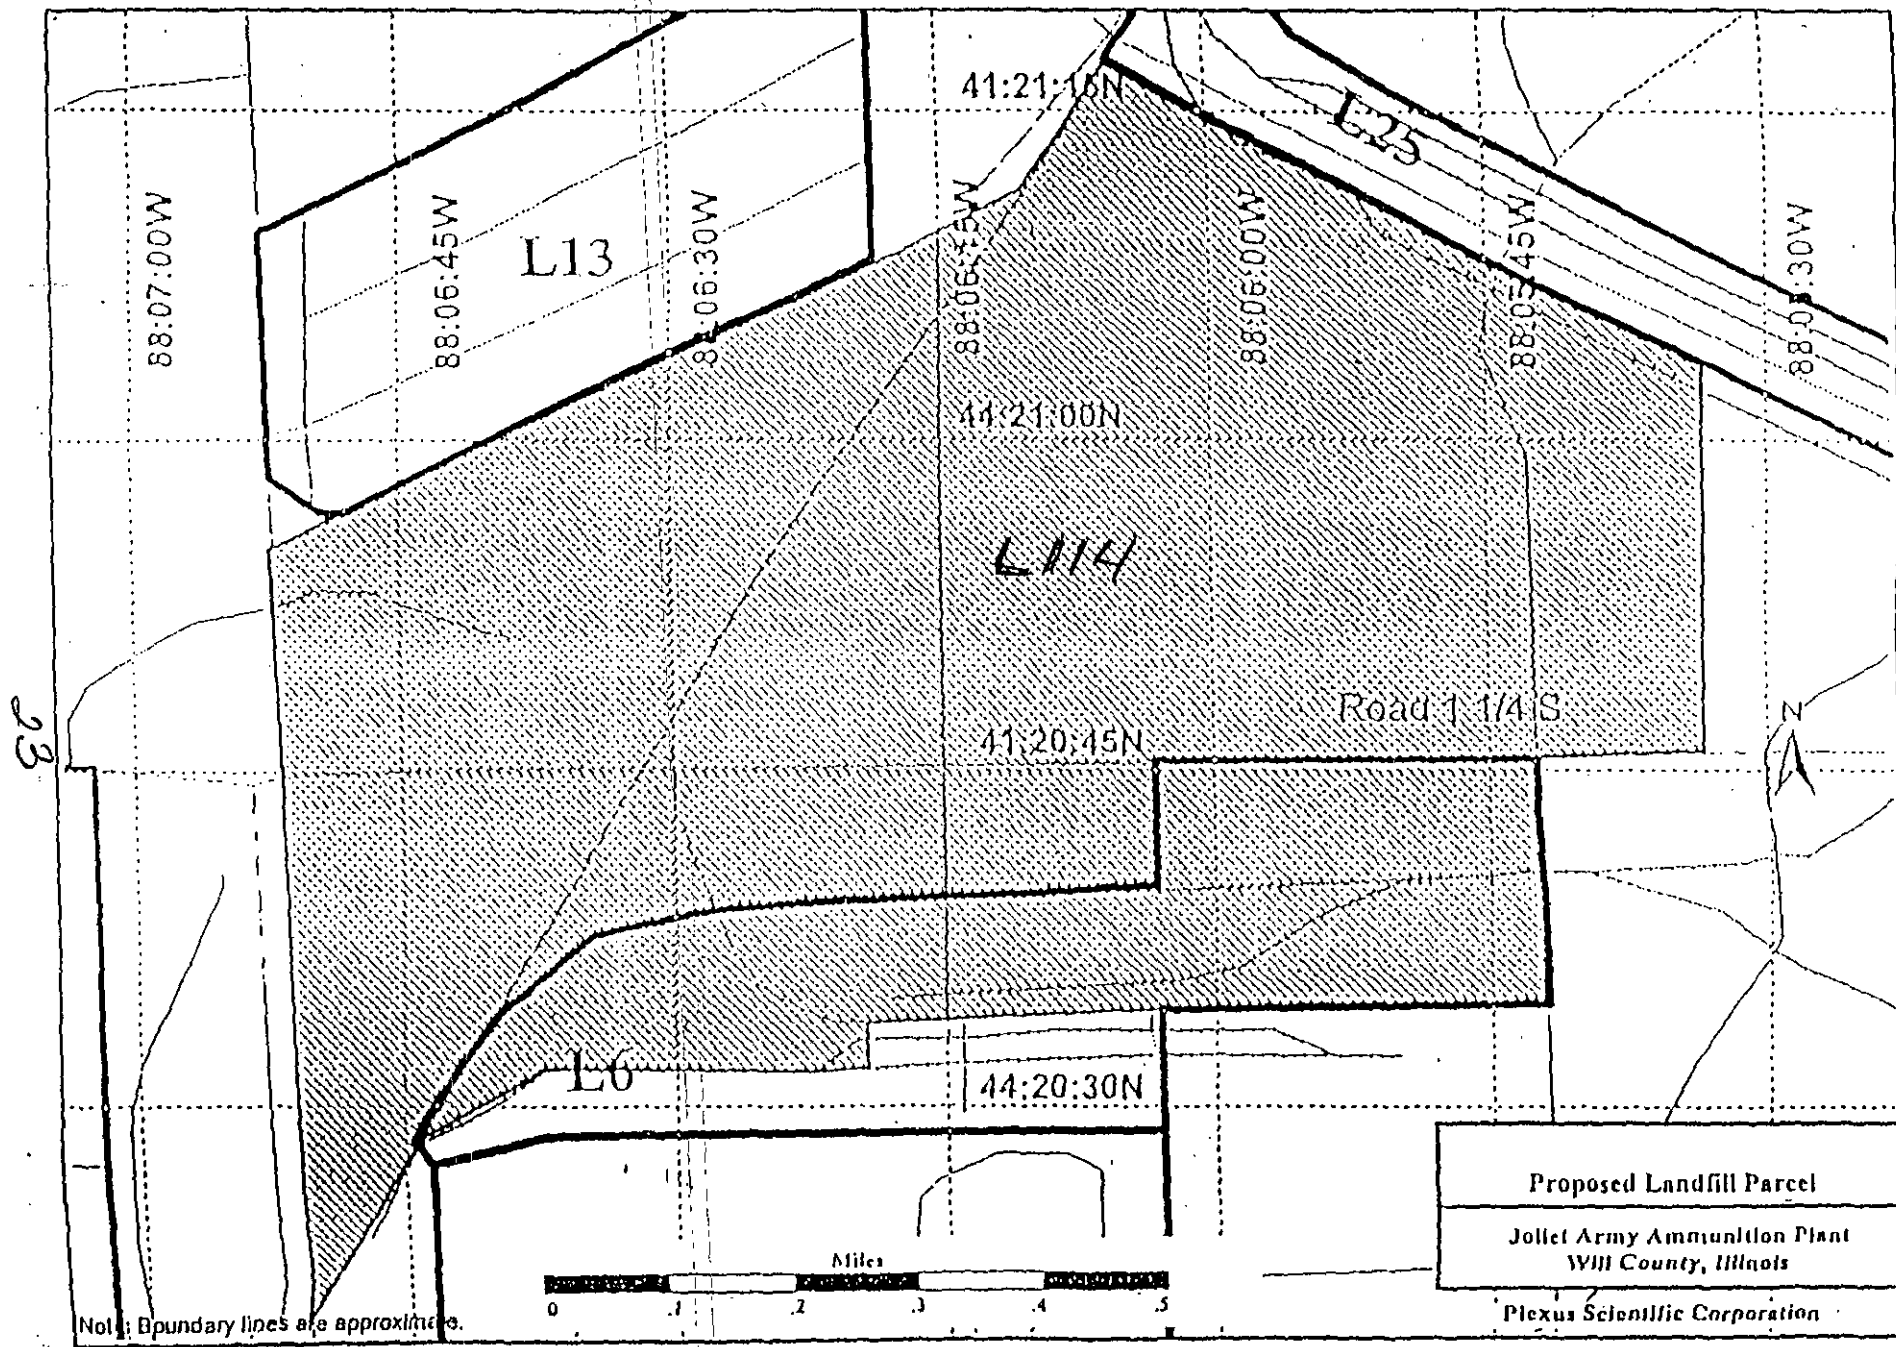 41:21:15N
L25
88:07:00W
88:06:45W
L13
88:06:30W
88:06:15W
88:06:00W
88:05:45W
88:05:30W
44:21:00N
L114
Road 1 1/4 S
41:20:45N
N
23
L6
44:20:30N
Proposed Landfill Parcel
Joliet Army Ammunition Plant
Will County, Illinois
Miles
0 .1 .2 .3 .4 .5
Note: Boundary lines are approximate.
Plexus Scientific Corporation